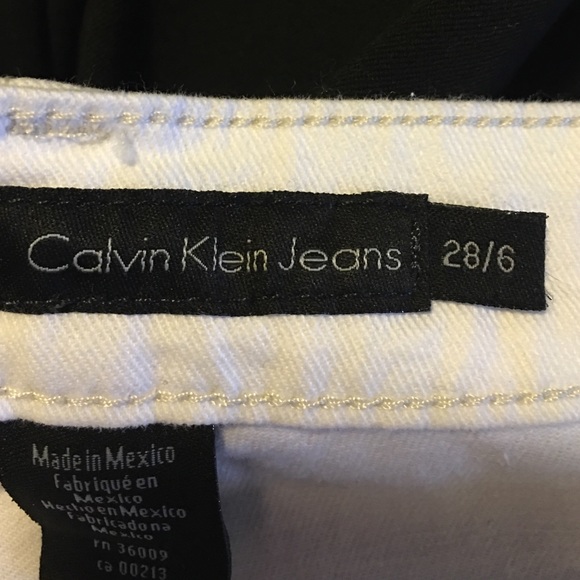 Calvin Klein Jeans 28/6
Made in Mexico
Fabriqué en
Mexico
Hecho en Mexico
Fabricado na
Mexico
rn 36009
ca 00213